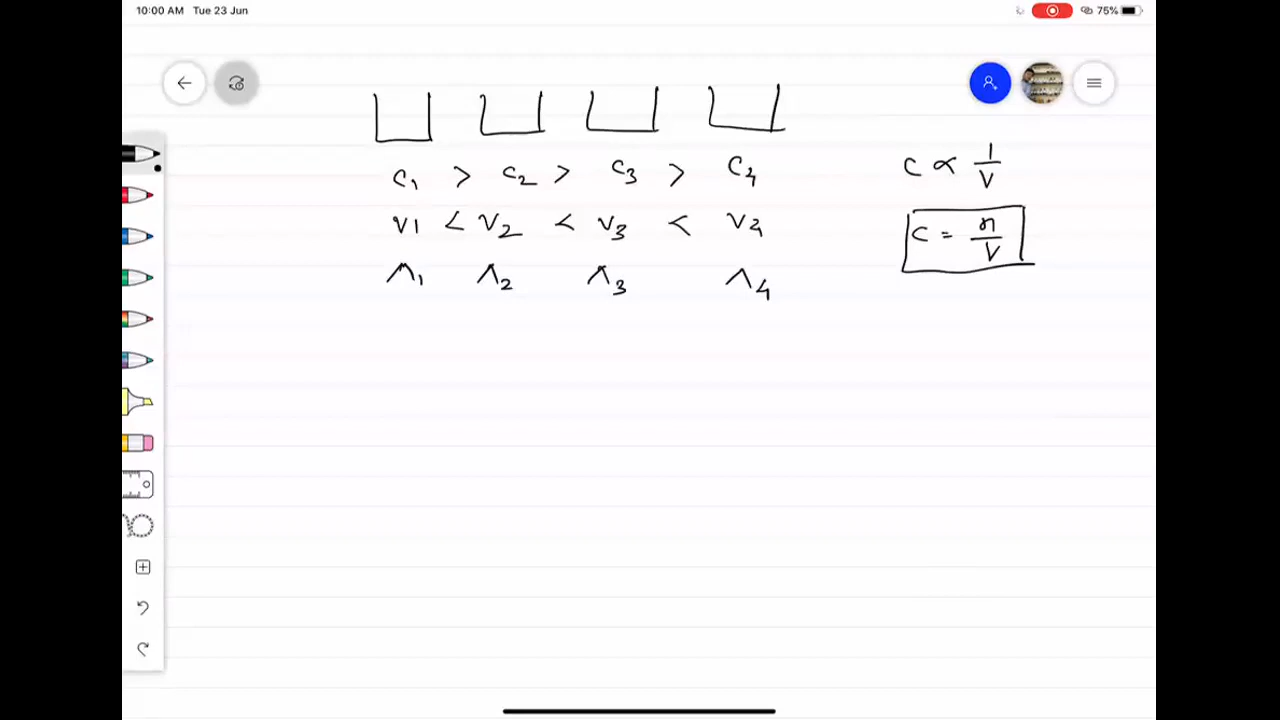 10:00 AM Tue 23 Jun
75%
C₁ > C₂ > C₃ > C₄
V1 < V₂ < V₃ < V₄
Λ₁ Λ₂ Λ₃ Λ₄
C ∝ 1/V
C = n/V